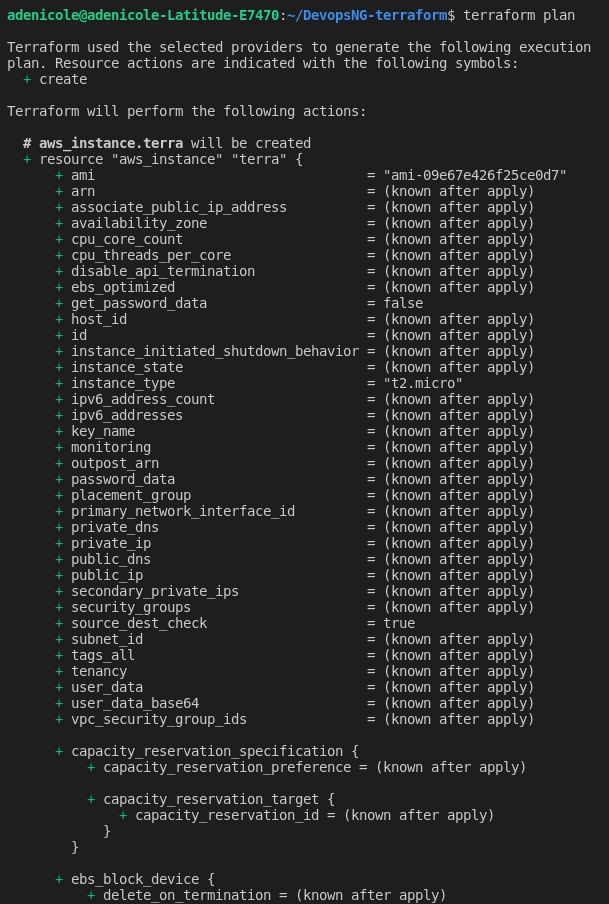 adenicole@adenicole-Latitude-E7470:~/DevopsNG-terraform$ terraform plan
Terraform used the selected providers to generate the following execution
plan. Resource actions are indicated with the following symbols:
  + create
Terraform will perform the following actions:
  # aws_instance.terra will be created
  + resource "aws_instance" "terra" {
      + ami                                  = "ami-09e67e426f25ce0d7"
      + arn                                  = (known after apply)
      + associate_public_ip_address          = (known after apply)
      + availability_zone                    = (known after apply)
      + cpu_core_count                       = (known after apply)
      + cpu_threads_per_core                 = (known after apply)
      + disable_api_termination              = (known after apply)
      + ebs_optimized                        = (known after apply)
      + get_password_data                    = false
      + host_id                              = (known after apply)
      + id                                   = (known after apply)
      + instance_initiated_shutdown_behavior = (known after apply)
      + instance_state                       = (known after apply)
      + instance_type                        = "t2.micro"
      + ipv6_address_count                   = (known after apply)
      + ipv6_addresses                       = (known after apply)
      + key_name                             = (known after apply)
      + monitoring                           = (known after apply)
      + outpost_arn                          = (known after apply)
      + password_data                        = (known after apply)
      + placement_group                      = (known after apply)
      + primary_network_interface_id         = (known after apply)
      + private_dns                          = (known after apply)
      + private_ip                           = (known after apply)
      + public_dns                           = (known after apply)
      + public_ip                            = (known after apply)
      + secondary_private_ips                = (known after apply)
      + security_groups                      = (known after apply)
      + source_dest_check                    = true
      + subnet_id                            = (known after apply)
      + tags_all                             = (known after apply)
      + tenancy                              = (known after apply)
      + user_data                            = (known after apply)
      + user_data_base64                     = (known after apply)
      + vpc_security_group_ids               = (known after apply)
      + capacity_reservation_specification {
          + capacity_reservation_preference = (known after apply)
          + capacity_reservation_target {
              + capacity_reservation_id = (known after apply)
            }
        }
      + ebs_block_device {
          + delete_on_termination = (known after apply)